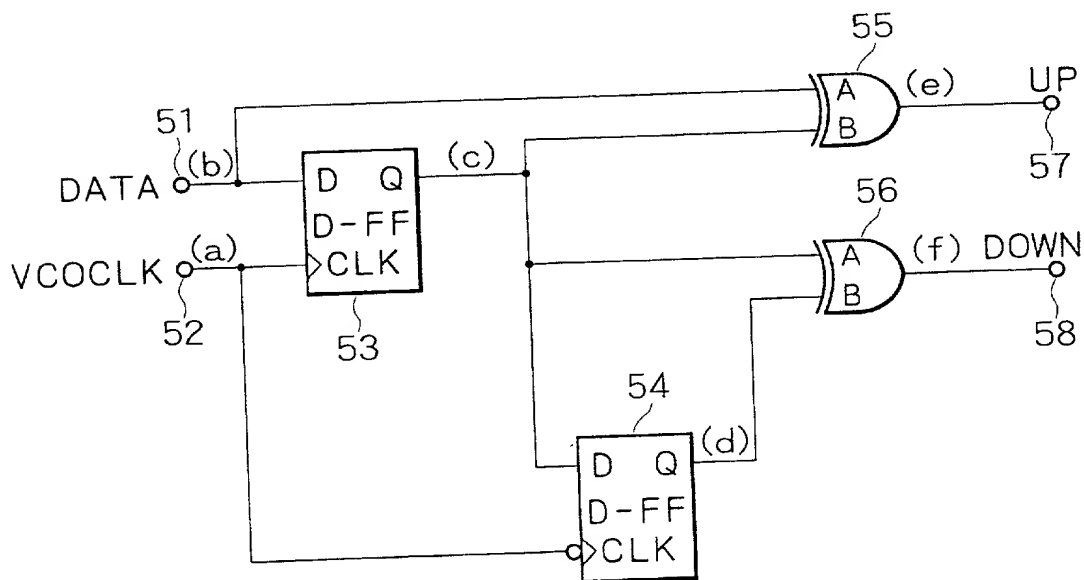 55
UP
(e)
A
B
57
51
(b)
DATA
(c)
D Q
D-FF
CLK
53
(a)
VCOCLK
52
56
(f)
DOWN
A
B
58
54
(d)
D Q
D-FF
CLK